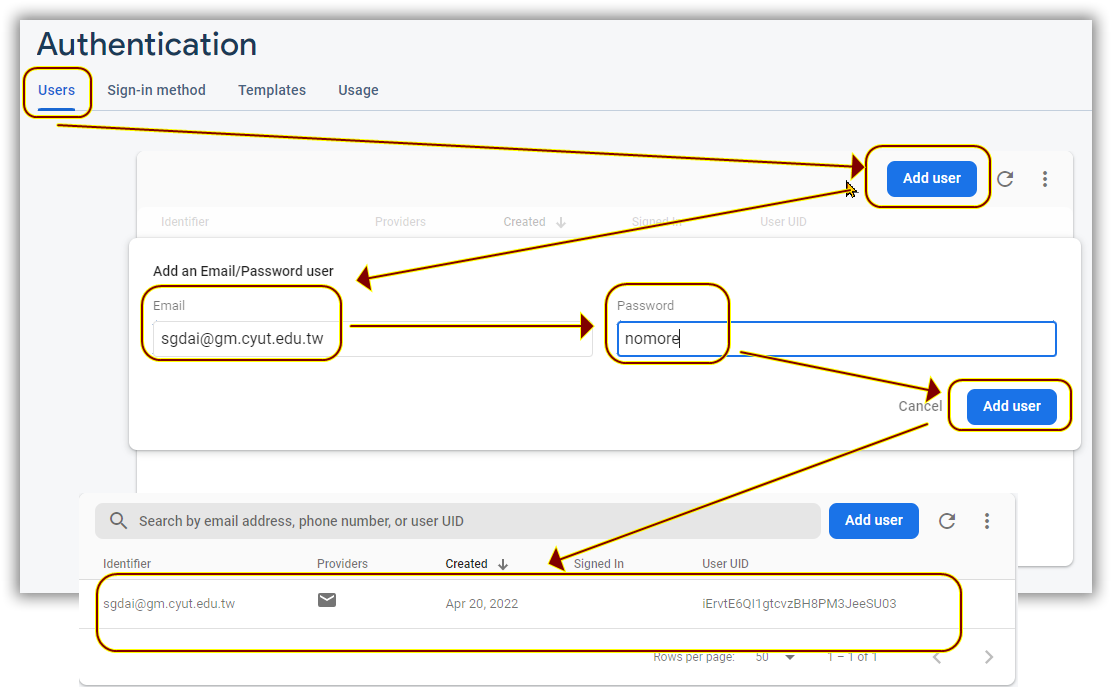 Authentication
Users Sign-in method Templates Usage
Add user
Identifier Providers Created Signed In User UID
Add an Email/Password user
Email Password
sgdai@gm.cyut.edu.tw nomore
Cancel Add user
Search by email address, phone number, or user UID Add user
Identifier Providers Created Signed In User UID
sgdai@gm.cyut.edu.tw Apr 20, 2022 iErvtE6QI1gtcvzBH8PM3JeeSU03
Rows per page: 50 1 – 1 of 1